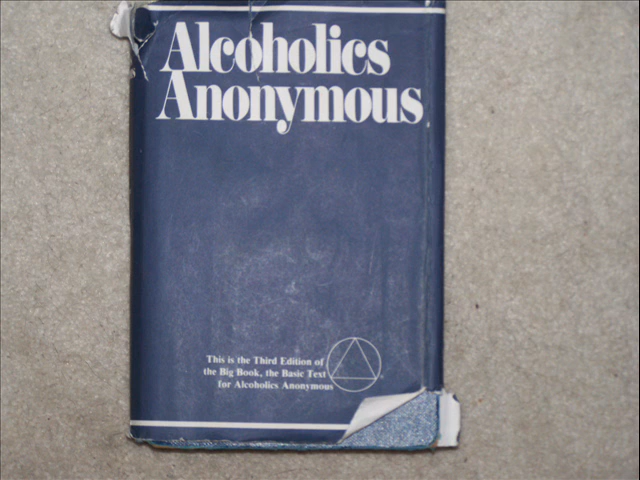 Alcoholics
Anonymous
This is the Third Edition of
the Big Book, the Basic Text
for Alcoholics Anonymous